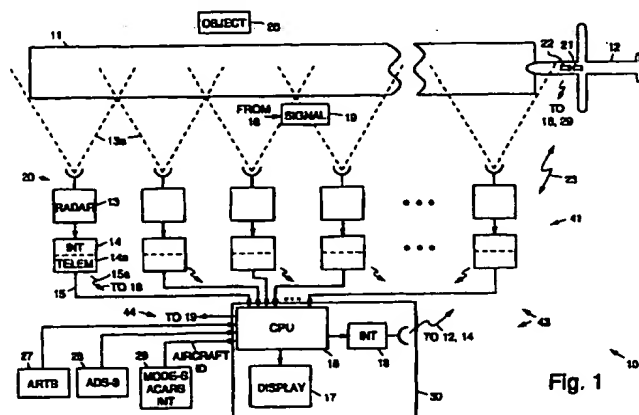 OBJECT 26
11
22 21 12
TO 18, 29
FROM 16 SIGNAL 19
13a
20
23
RADAR 13
41
INT 14
TELEM 14a
15a
15 TO 18
44 TO 19
CPU 16
INT 18
TO 12, 14
43
27 28 29 AIRCRAFT ID
ARTS ADS-B MODE-S
ACARS
INT
DISPLAY 17
30
10
Fig. 1